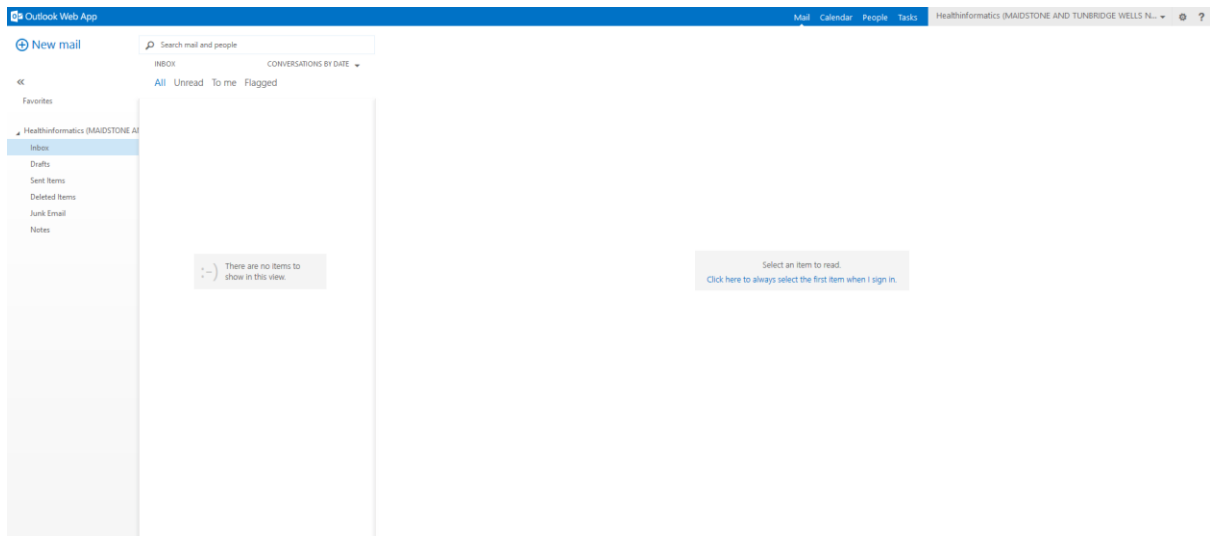 Outlook Web App
Mail Calendar People Tasks Healthinformatics (MAIDSTONE AND TUNBRIDGE WELLS N... ?
New mail
Search mail and people
INBOX CONVERSATIONS BY DATE
All Unread To me Flagged
Favorites
Healthinformatics (MAIDSTONE AI
Inbox
Drafts
Sent Items
Deleted Items
Junk Email
Notes
:-)
There are no items to
show in this view.
Select an item to read.
Click here to always select the first item when I sign in.